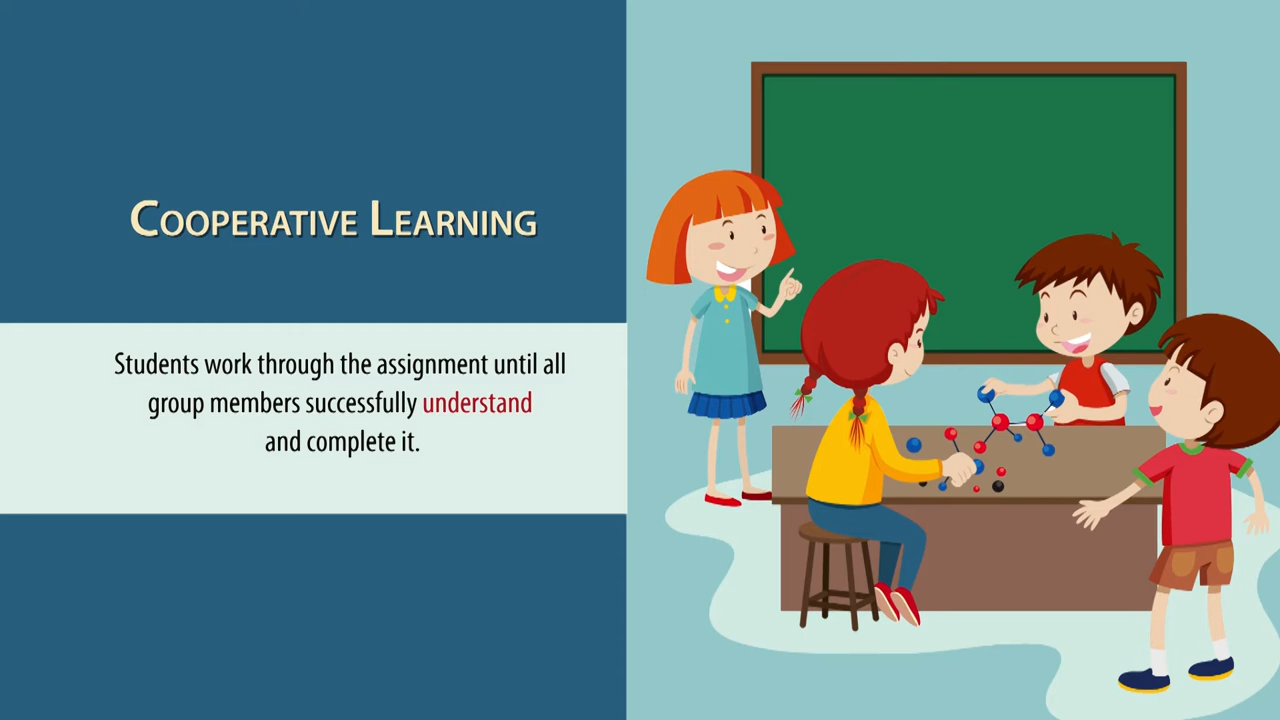 Cooperative Learning
Students work through the assignment until all
group members successfully understand
and complete it.